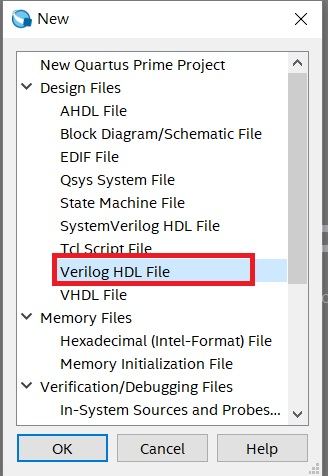 New
New Quartus Prime Project
Design Files
AHDL File
Block Diagram/Schematic File
EDIF File
Qsys System File
State Machine File
SystemVerilog HDL File
Tcl Script File
Verilog HDL File
VHDL File
Memory Files
Hexadecimal (Intel-Format) File
Memory Initialization File
Verification/Debugging Files
In-System Sources and Probes...
OK Cancel Help